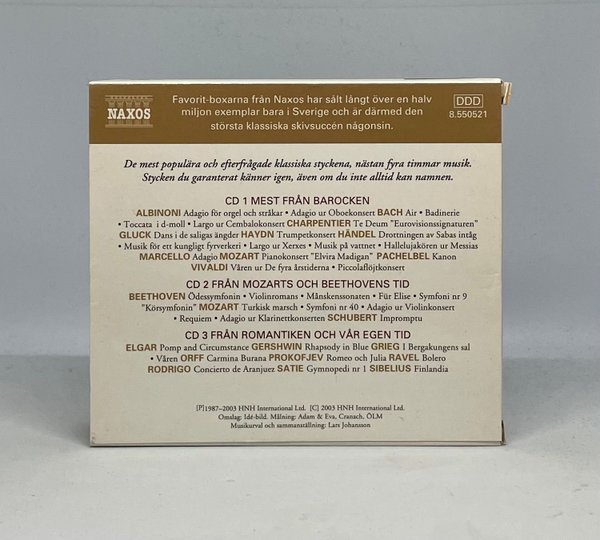 NAXOS
Favorit-boxarna från Naxos har sålt långt över en halv
miljon exemplar bara i Sverige och är därmed den
största klassiska skivsuccén någonsin.
DDD
8.550521
De mest populära och efterfrågade klassiska styckena, nästan fyra timmar musik.
Stycken du garanterat känner igen, även om du inte alltid kan namnen.
CD 1 MEST FRÅN BAROCKEN
ALBINONI Adagio för orgel och stråkar • Adagio ur Oboekonsert BACH Air • Badinerie
• Toccata i d-moll • Largo ur Cembalokonsert CHARPENTIER Te Deum "Eurovisionssignaturen"
GLUCK Dans i de saligas ängder HAYDN Trumpetkonsert HÄNDEL Drottningen av Sabas intåg
• Musik för ett kungligt fyrverkeri • Largo ur Xerxes • Musik på vattnet • Hallelujakören ur Messias
MARCELLO Adagio MOZART Pianokonsert "Elvira Madigan" PACHELBEL Kanon
VIVALDI Våren ur De fyra årstiderna • Piccolaflöjtkonsert
CD 2 FRÅN MOZARTS OCH BEETHOVENS TID
BEETHOVEN Ödessymfonin • Violinromans • Månskenssonaten • Für Elise • Symfoni nr 9
"Körsymfonin" MOZART Turkisk marsch • Symfoni nr 40 • Adagio ur Violinkonsert
• Requiem • Adagio ur Klarinettkonserten SCHUBERT Impromptu
CD 3 FRÅN ROMANTIKEN OCH VÅR EGEN TID
ELGAR Pomp and Circumstance GERSHWIN Rhapsody in Blue GRIEG I Bergakungens sal
• Våren ORFF Carmina Burana PROKOFJEV Romeo och Julia RAVEL Bolero
RODRIGO Concierto de Aranjuez SATIE Gymnopedi nr 1 SIBELIUS Finlandia
[P]1987–2003 HNH International Ltd. [C] 2003 HNH International Ltd.
Omslag: Idé-bild. Målning: Adam & Eva, Cranach, ÖLM
Musikurval och sammanställning: Lars Johansson